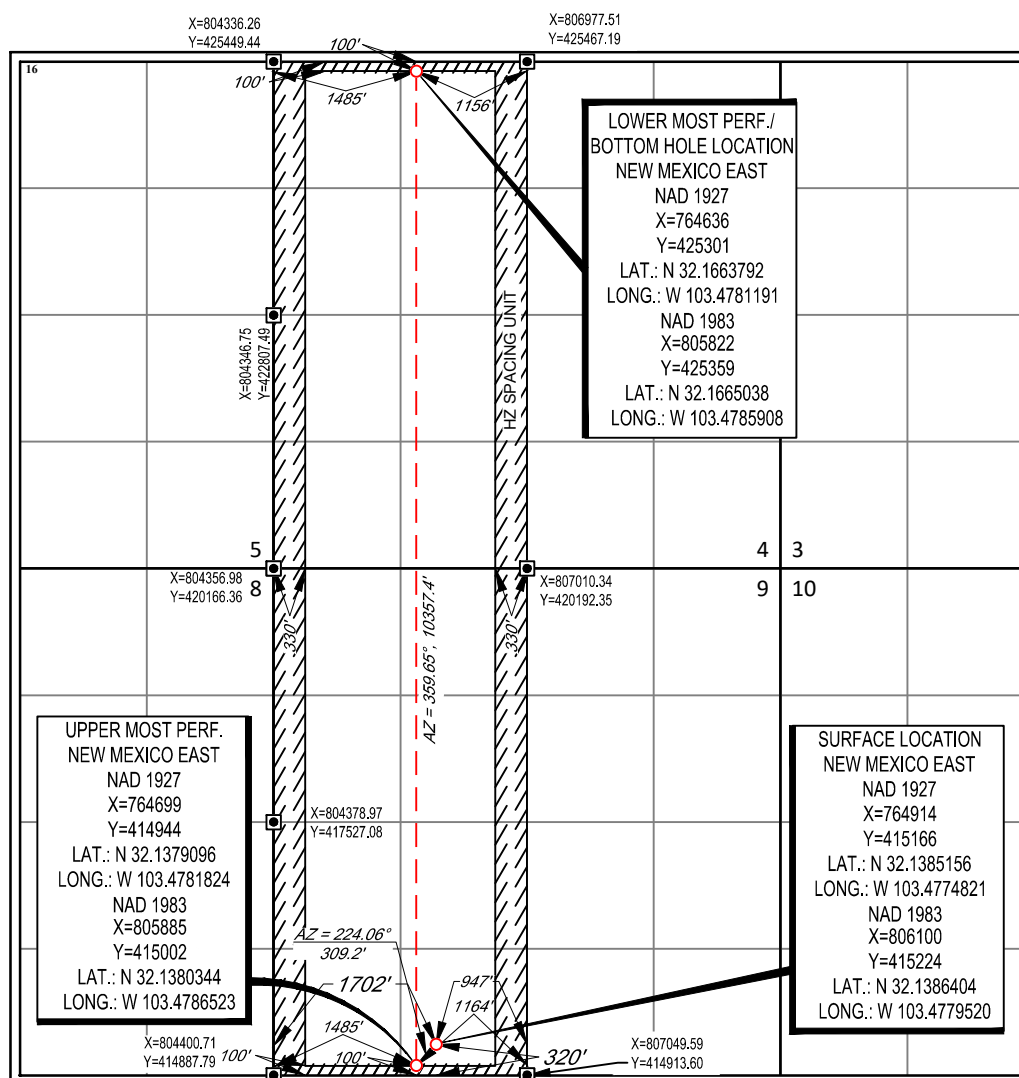 X=804336.26
Y=425449.44
X=806977.51
Y=425467.19
16
100'
100'
1485'
1156'
LOWER MOST PERF./
BOTTOM HOLE LOCATION
NEW MEXICO EAST
NAD 1927
X=764636
Y=425301
LAT.: N 32.1663792
LONG.: W 103.4781191
NAD 1983
X=805822
Y=425359
LAT.: N 32.1665038
LONG.: W 103.4785908
X=804346.75
Y=422807.49
HZ SPACING UNIT
5
4
3
8
9
10
X=804356.98
Y=420166.36
X=807010.34
Y=420192.35
330'
330'
AZ = 359.65°, 10357.4'
UPPER MOST PERF.
NEW MEXICO EAST
NAD 1927
X=764699
Y=414944
LAT.: N 32.1379096
LONG.: W 103.4781824
NAD 1983
X=805885
Y=415002
LAT.: N 32.1380344
LONG.: W 103.4786523
X=804378.97
Y=417527.08
SURFACE LOCATION
NEW MEXICO EAST
NAD 1927
X=764914
Y=415166
LAT.: N 32.1385156
LONG.: W 103.4774821
NAD 1983
X=806100
Y=415224
LAT.: N 32.1386404
LONG.: W 103.4779520
AZ = 224.06°
309.2'
1702'
947'
1164'
1485'
X=804400.71
Y=414887.79
100'
100'
320'
X=807049.59
Y=414913.60